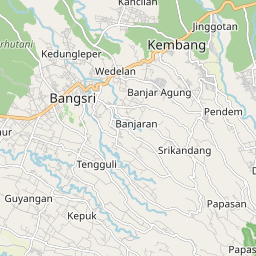 Kancilan
Jinggotan
Kembang
Kedungleper
Wedelan
Bangsri
Banjar Agung
Pendem
Banjaran
Srikandang
Tengguli
Guyangan
Papasan
Kepuk